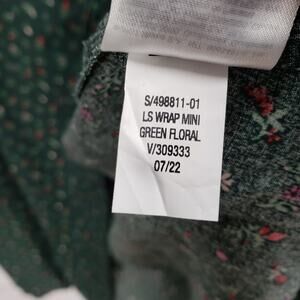 S/498811-01
LS WRAP MINI
GREEN FLORAL
V/309333
07/22